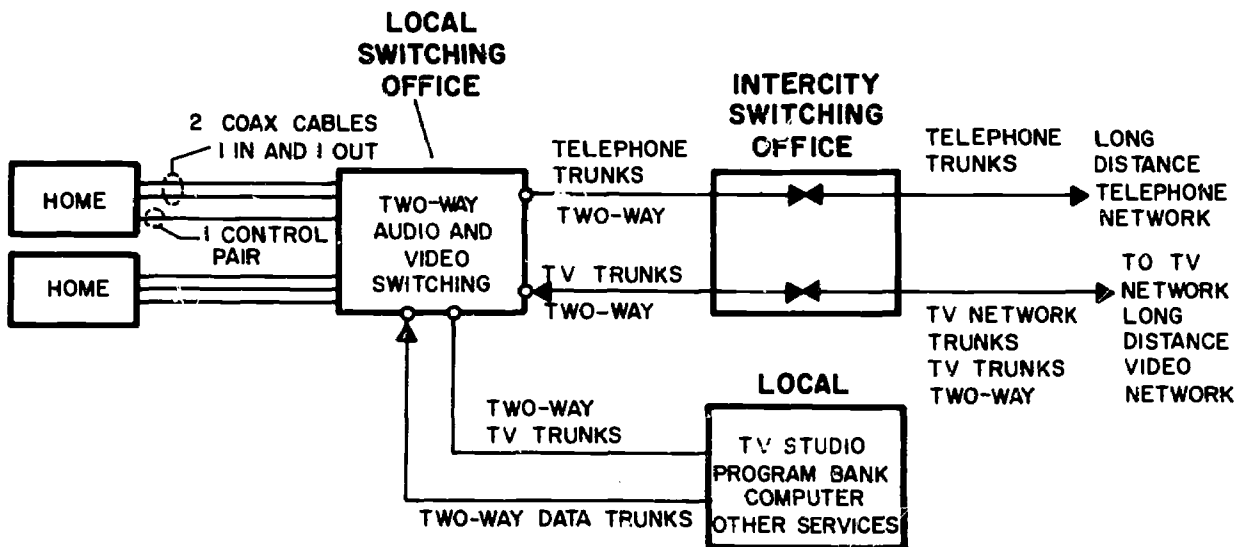 LOCAL
SWITCHING
OFFICE
INTERCITY
SWITCHING
OFFICE
2 COAX CABLES
1 IN AND 1 OUT
HOME
1 CONTROL
PAIR
HOME
TWO-WAY
AUDIO AND
VIDEO
SWITCHING
TELEPHONE
TRUNKS
TWO-WAY
TV TRUNKS
TWO-WAY
TELEPHONE
TRUNKS
LONG
DISTANCE
TELEPHONE
NETWORK
TO TV
NETWORK
LONG
DISTANCE
VIDEO
NETWORK
TV NETWORK
TRUNKS
TV TRUNKS
TWO-WAY
TWO-WAY
TV TRUNKS
TWO-WAY DATA TRUNKS
LOCAL
TV STUDIO
PROGRAM BANK
COMPUTER
OTHER SERVICES